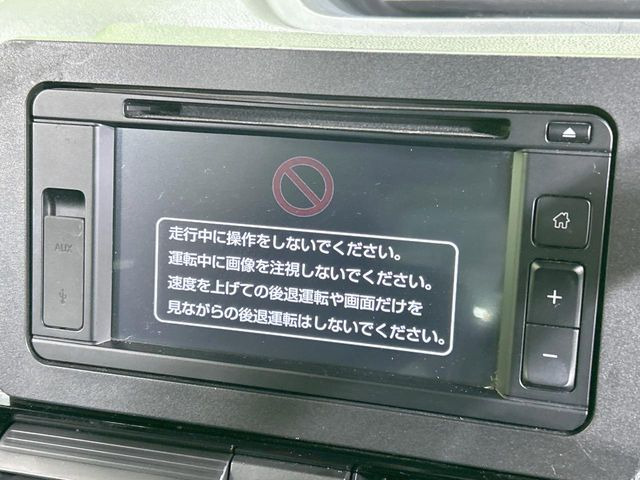 走行中に操作をしないでください。
運転中に画像を注視しないでください。
速度を上げての後退運転や画面だけを
見ながらの後退運転はしないでください。
AUX
+
−